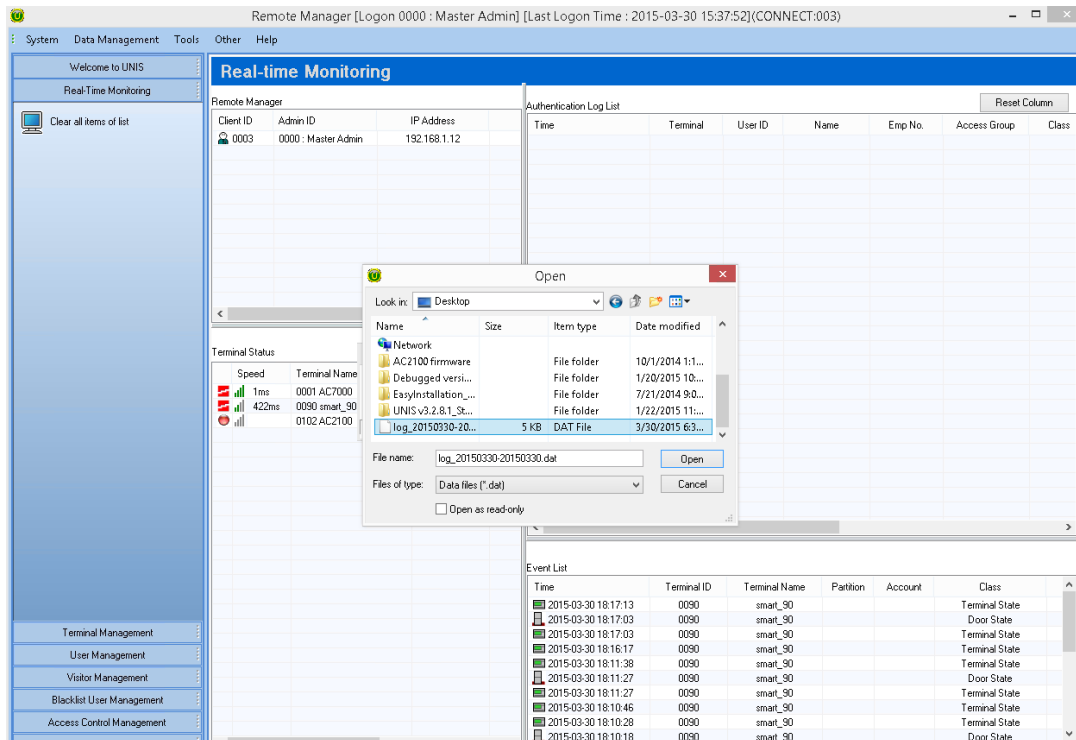 Remote Manager [Logon 0000 : Master Admin] [Last Logon Time : 2015-03-30 15:37:52](CONNECT:003)
System Data Management Tools Other Help
Welcome to UNIS
Real-Time Monitoring
Clear all items of list
Real-time Monitoring
Remote Manager
Client ID Admin ID IP Address
0003 0000 : Master Admin 192.168.1.12
Authentication Log List
Reset Column
Time Terminal User ID Name Emp No. Access Group Class
Terminal Status
Speed Terminal Name
1ms 0001 AC7000
422ms 0090 smart_90
0102 AC2100
Open
Look in: Desktop
Name Size Item type Date modified
Network
AC2100 firmware File folder 10/1/2014 1:1...
Debugged versi... File folder 1/20/2015 10:...
EasyInstallation_... File folder 7/21/2014 9:0...
UNIS v3.2.8.1_St... File folder 1/22/2015 11:...
log_20150330-20... 5 KB DAT File 3/30/2015 6:3...
File name: log_20150330-20150330.dat Open
Files of type: Data files (*.dat) Cancel
Open as read-only
Event List
Time Terminal ID Terminal Name Partition Account Class
2015-03-30 18:17:13 0090 smart_90 Terminal State
2015-03-30 18:17:03 0090 smart_90 Door State
2015-03-30 18:17:03 0090 smart_90 Terminal State
2015-03-30 18:16:17 0090 smart_90 Terminal State
2015-03-30 18:11:38 0090 smart_90 Terminal State
2015-03-30 18:11:27 0090 smart_90 Door State
2015-03-30 18:11:27 0090 smart_90 Terminal State
2015-03-30 18:10:46 0090 smart_90 Terminal State
2015-03-30 18:10:28 0090 smart_90 Terminal State
2015-03-30 18:10:18 0090 smart_90 Door State
Terminal Management
User Management
Visitor Management
Blacklist User Management
Access Control Management